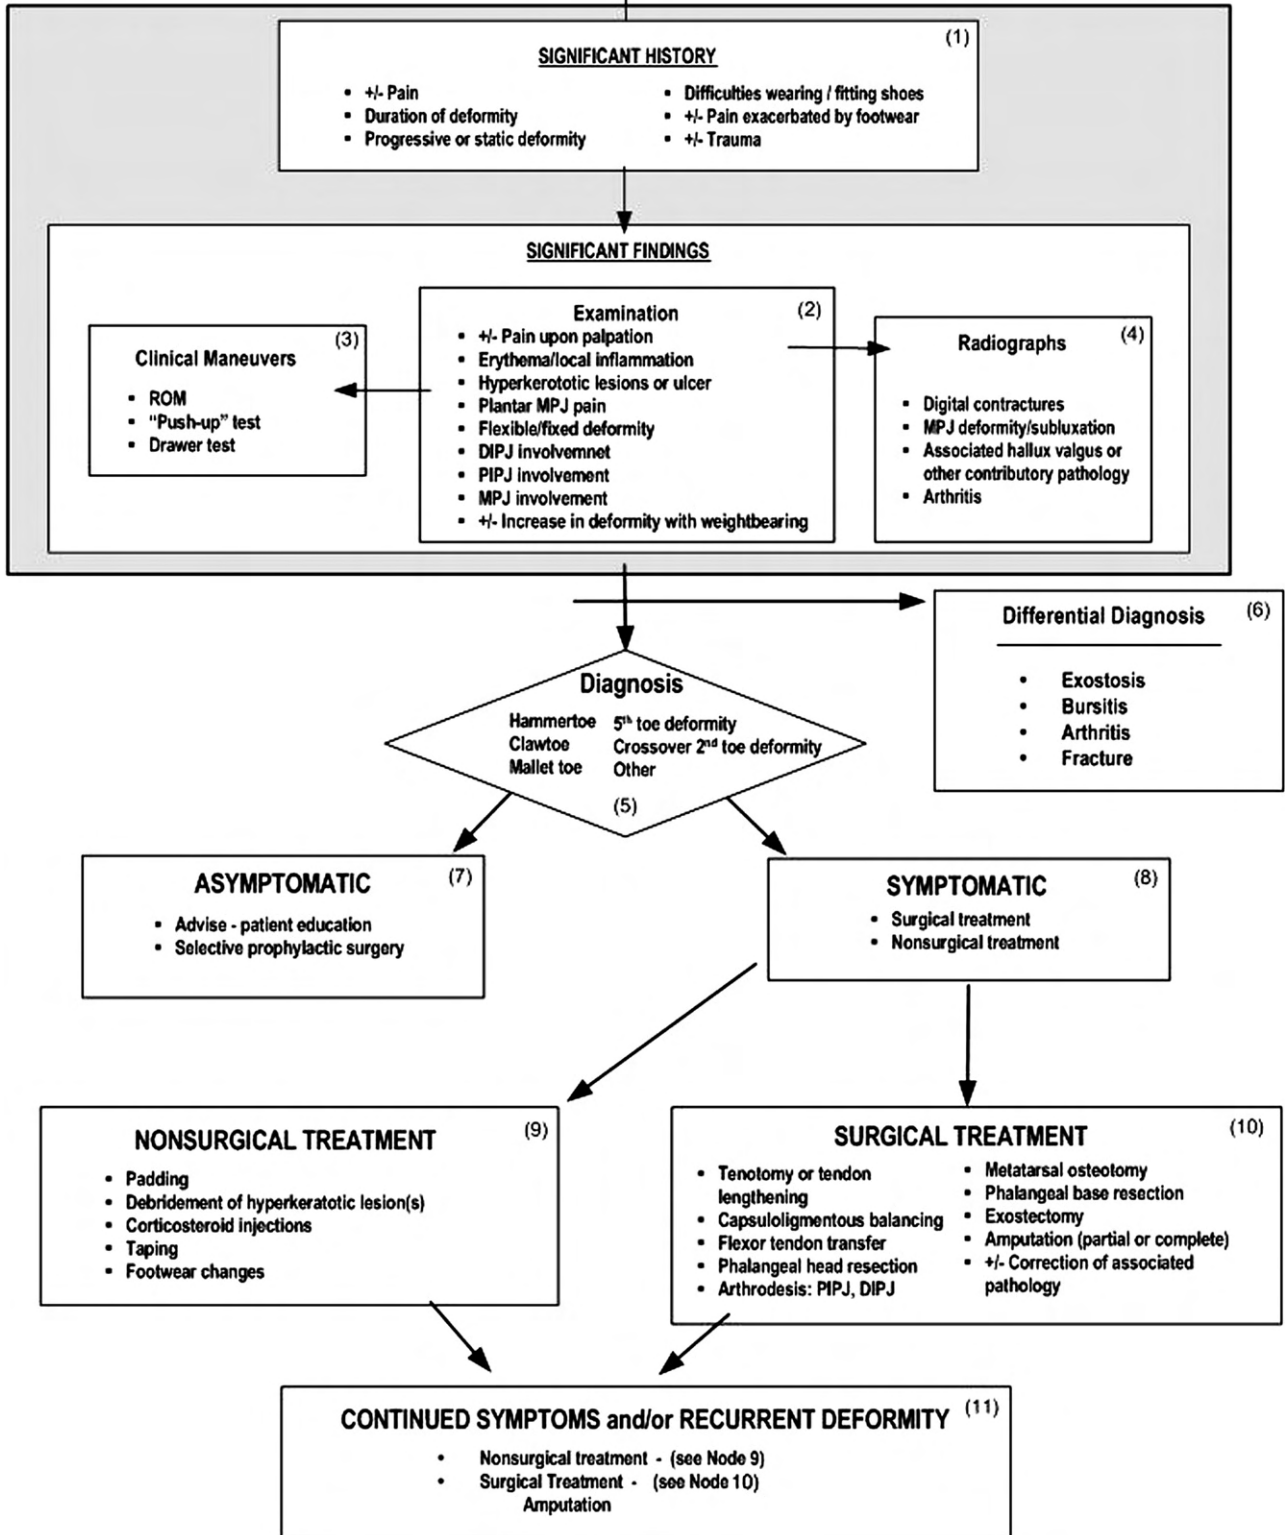 (1)
SIGNIFICANT HISTORY
▪ +/- Pain
▪ Duration of deformity
▪ Progressive or static deformity
▪ Difficulties wearing / fitting shoes
▪ +/- Pain exacerbated by footwear
▪ +/- Trauma
SIGNIFICANT FINDINGS
(3)
Clinical Maneuvers
▪ ROM
▪ “Push-up” test
▪ Drawer test
(2)
Examination
▪ +/- Pain upon palpation
▪ Erythema/local inflammation
▪ Hyperkerototic lesions or ulcer
▪ Plantar MPJ pain
▪ Flexible/fixed deformity
▪ DIPJ involvemnet
▪ PIPJ involvement
▪ MPJ involvement
▪ +/- Increase in deformity with weightbearing
(4)
Radiographs
▪ Digital contractures
▪ MPJ deformity/subluxation
▪ Associated hallux valgus or
other contributory pathology
▪ Arthritis
(6)
Differential Diagnosis
• Exostosis
• Bursitis
• Arthritis
• Fracture
Diagnosis
Hammertoe 5th toe deformity
Clawtoe Crossover 2nd toe deformity
Mallet toe Other
(5)
(7)
ASYMPTOMATIC
▪ Advise - patient education
▪ Selective prophylactic surgery
(8)
SYMPTOMATIC
▪ Surgical treatment
▪ Nonsurgical treatment
(9)
NONSURGICAL TREATMENT
▪ Padding
▪ Debridement of hyperkeratotic lesion(s)
▪ Corticosteroid injections
▪ Taping
▪ Footwear changes
(10)
SURGICAL TREATMENT
▪ Tenotomy or tendon
lengthening
▪ Capsuloligmentous balancing
▪ Flexor tendon transfer
▪ Phalangeal head resection
▪ Arthrodesis: PIPJ, DIPJ
▪ Metatarsal osteotomy
▪ Phalangeal base resection
▪ Exostectomy
▪ Amputation (partial or complete)
▪ +/- Correction of associated
pathology
(11)
CONTINUED SYMPTOMS and/or RECURRENT DEFORMITY
• Nonsurgical treatment - (see Node 9)
• Surgical Treatment - (see Node 10)
Amputation